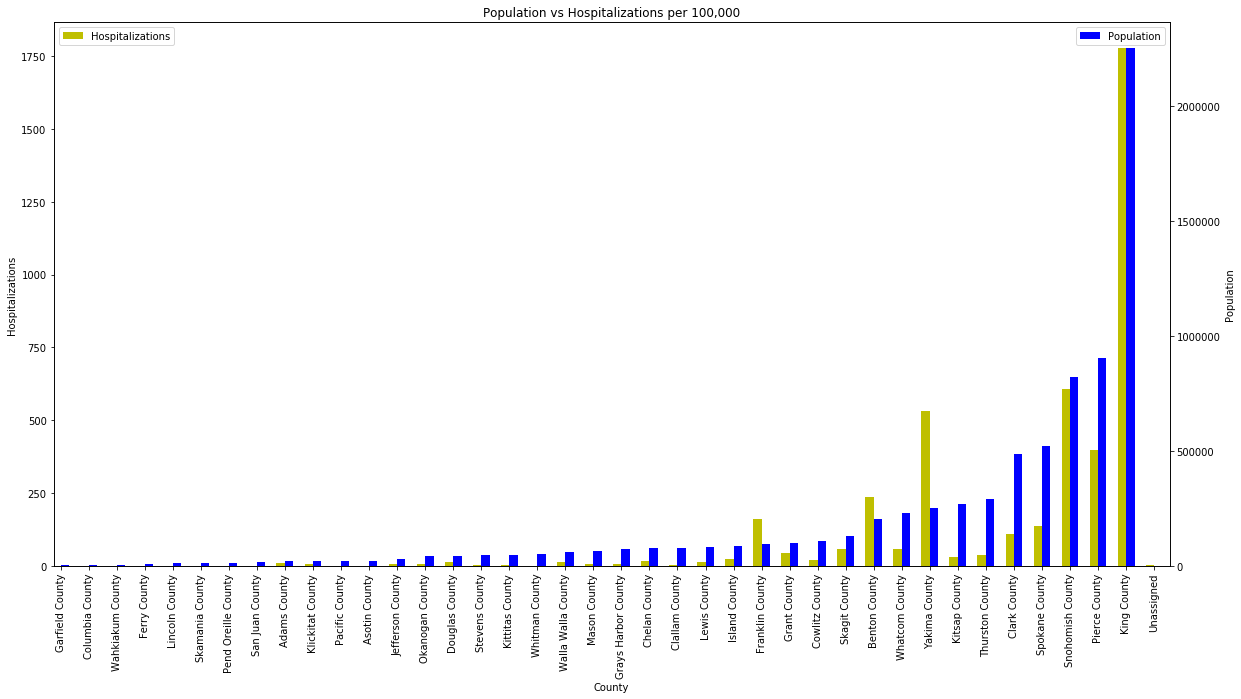 Population vs Hospitalizations per 100,000
Hospitalizations
Population
1750
1500
1250
1000
750
500
250
0
Hospitalizations
2000000
1500000
1000000
500000
0
Population
Garfield County
Columbia County
Wahkiakum County
Ferry County
Lincoln County
Skamania County
Pend Oreille County
San Juan County
Adams County
Klickitat County
Pacific County
Asotin County
Jefferson County
Okanogan County
Douglas County
Stevens County
Kittitas County
Whitman County
Walla Walla County
Mason County
Grays Harbor County
Chelan County
Clallam County
Lewis County
Island County
Franklin County
Grant County
Cowlitz County
Skagit County
Benton County
Whatcom County
Yakima County
Kitsap County
Thurston County
Clark County
Spokane County
Snohomish County
Pierce County
King County
Unassigned
County